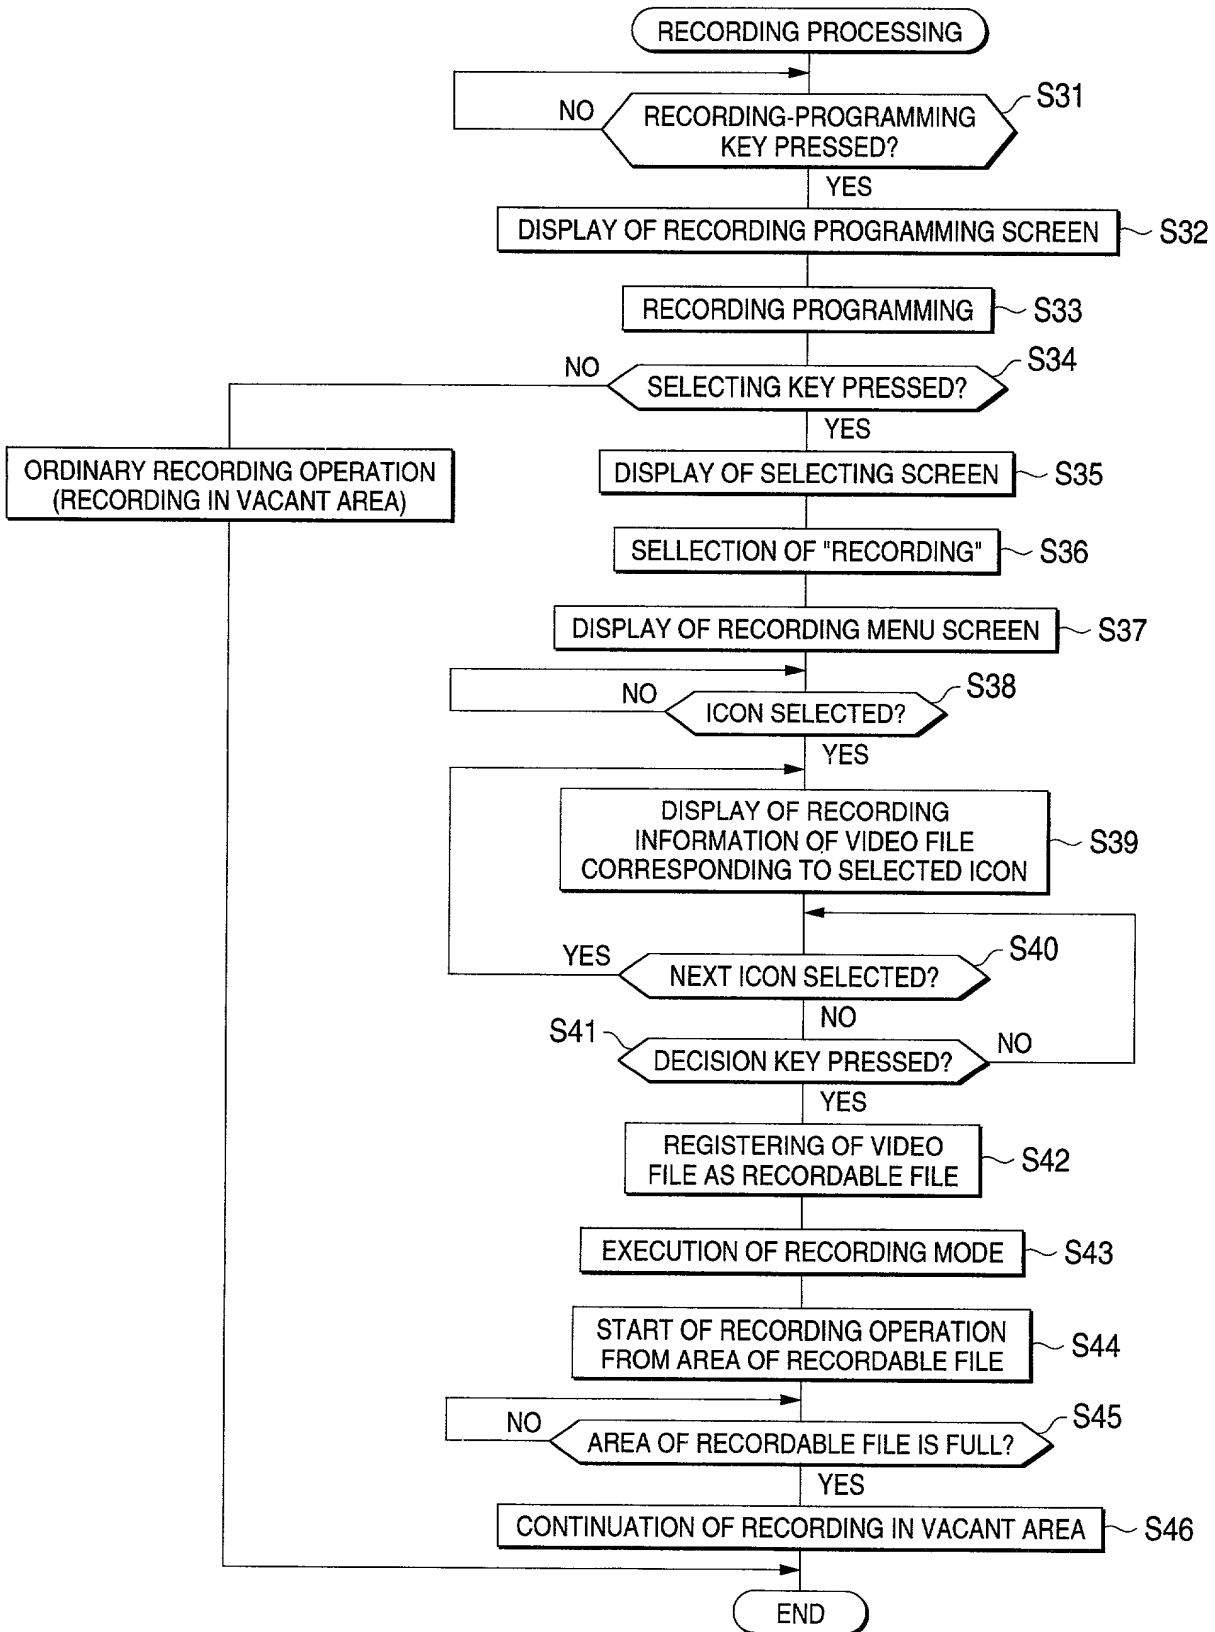 RECORDING PROCESSING
S31
NO
RECORDING-PROGRAMMING
KEY PRESSED?
YES
DISPLAY OF RECORDING PROGRAMMING SCREEN
S32
RECORDING PROGRAMMING
S33
NO
S34
SELECTING KEY PRESSED?
YES
ORDINARY RECORDING OPERATION
(RECORDING IN VACANT AREA)
DISPLAY OF SELECTING SCREEN
S35
SELLECTION OF "RECORDING"
S36
DISPLAY OF RECORDING MENU SCREEN
S37
NO
S38
ICON SELECTED?
YES
DISPLAY OF RECORDING
INFORMATION OF VIDEO FILE
CORRESPONDING TO SELECTED ICON
S39
YES
S40
NEXT ICON SELECTED?
NO
S41
DECISION KEY PRESSED?
NO
YES
REGISTERING OF VIDEO
FILE AS RECORDABLE FILE
S42
EXECUTION OF RECORDING MODE
S43
START OF RECORDING OPERATION
FROM AREA OF RECORDABLE FILE
S44
NO
S45
AREA OF RECORDABLE FILE IS FULL?
YES
CONTINUATION OF RECORDING IN VACANT AREA
S46
END